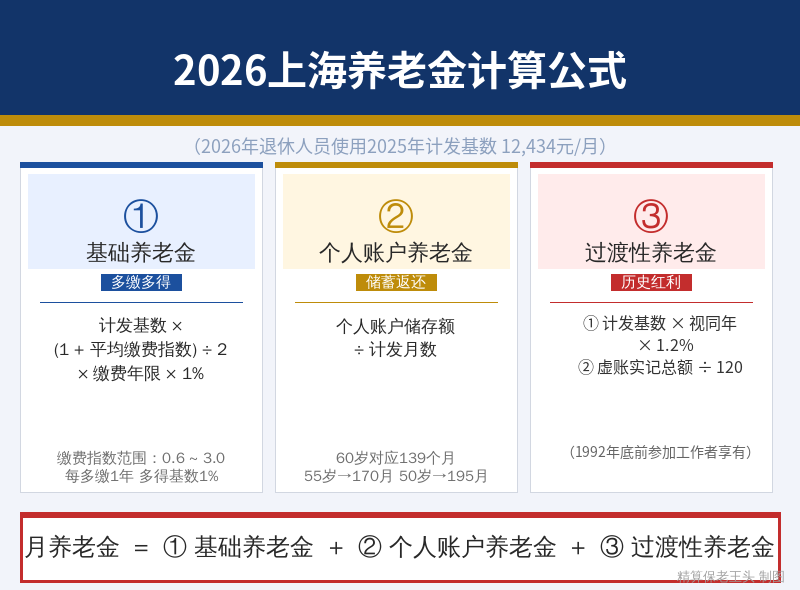 2026上海养老金计算公式
（2026年退休人员使用2025年计发基数 12,434元/月）
①
基础养老金
多缴多得
计发基数 ×
(1 + 平均缴费指数) ÷ 2
× 缴费年限 × 1%
缴费指数范围：0.6 ~ 3.0
每多缴1年 多得基数1%
②
个人账户养老金
储蓄返还
个人账户储存额
÷ 计发月数
60岁对应139个月
55岁→170月 50岁→195月
③
过渡性养老金
历史红利
① 计发基数 × 视同年
× 1.2%
② 虚账实记总额 ÷ 120
（1992年底前参加工作者享有）
月养老金 = ① 基础养老金 + ② 个人账户养老金 + ③ 过渡性养老金
精算保老王头 制图